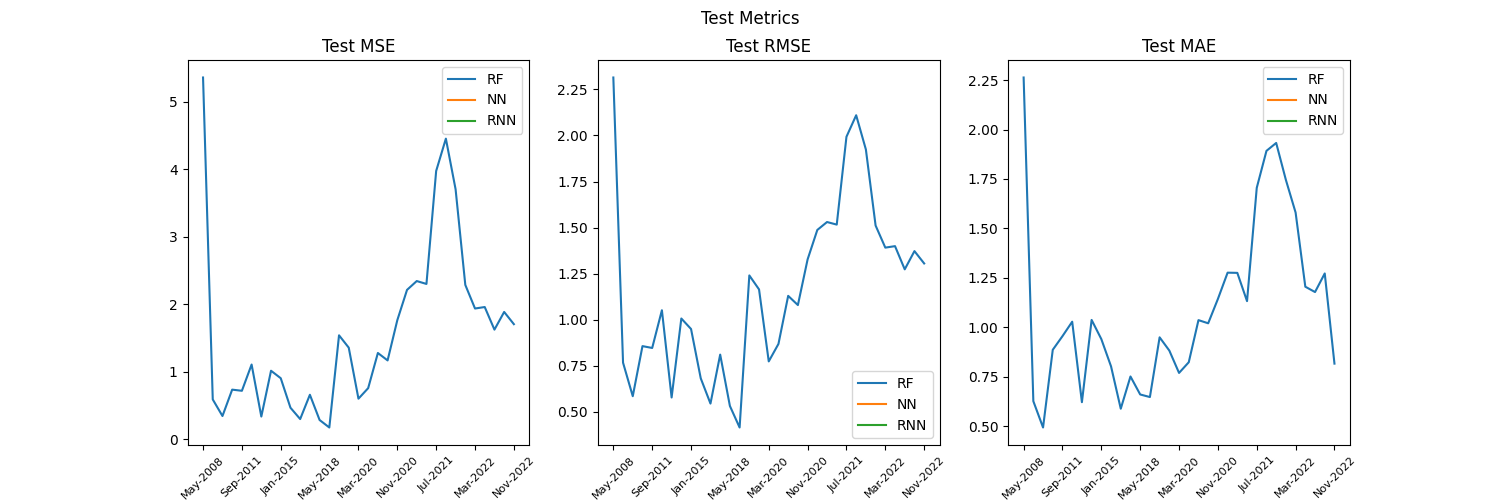 Test Metrics
Test MSE
5
4
3
2
1
0
RF
NN
RNN
May-2008
Sep-2011
Jan-2015
May-2018
Mar-2020
Nov-2020
Jul-2021
Mar-2022
Nov-2022
Test RMSE
2.25
2.00
1.75
1.50
1.25
1.00
0.75
0.50
RF
NN
RNN
May-2008
Sep-2011
Jan-2015
May-2018
Mar-2020
Nov-2020
Jul-2021
Mar-2022
Nov-2022
Test MAE
2.25
2.00
1.75
1.50
1.25
1.00
0.75
0.50
RF
NN
RNN
May-2008
Sep-2011
Jan-2015
May-2018
Mar-2020
Nov-2020
Jul-2021
Mar-2022
Nov-2022